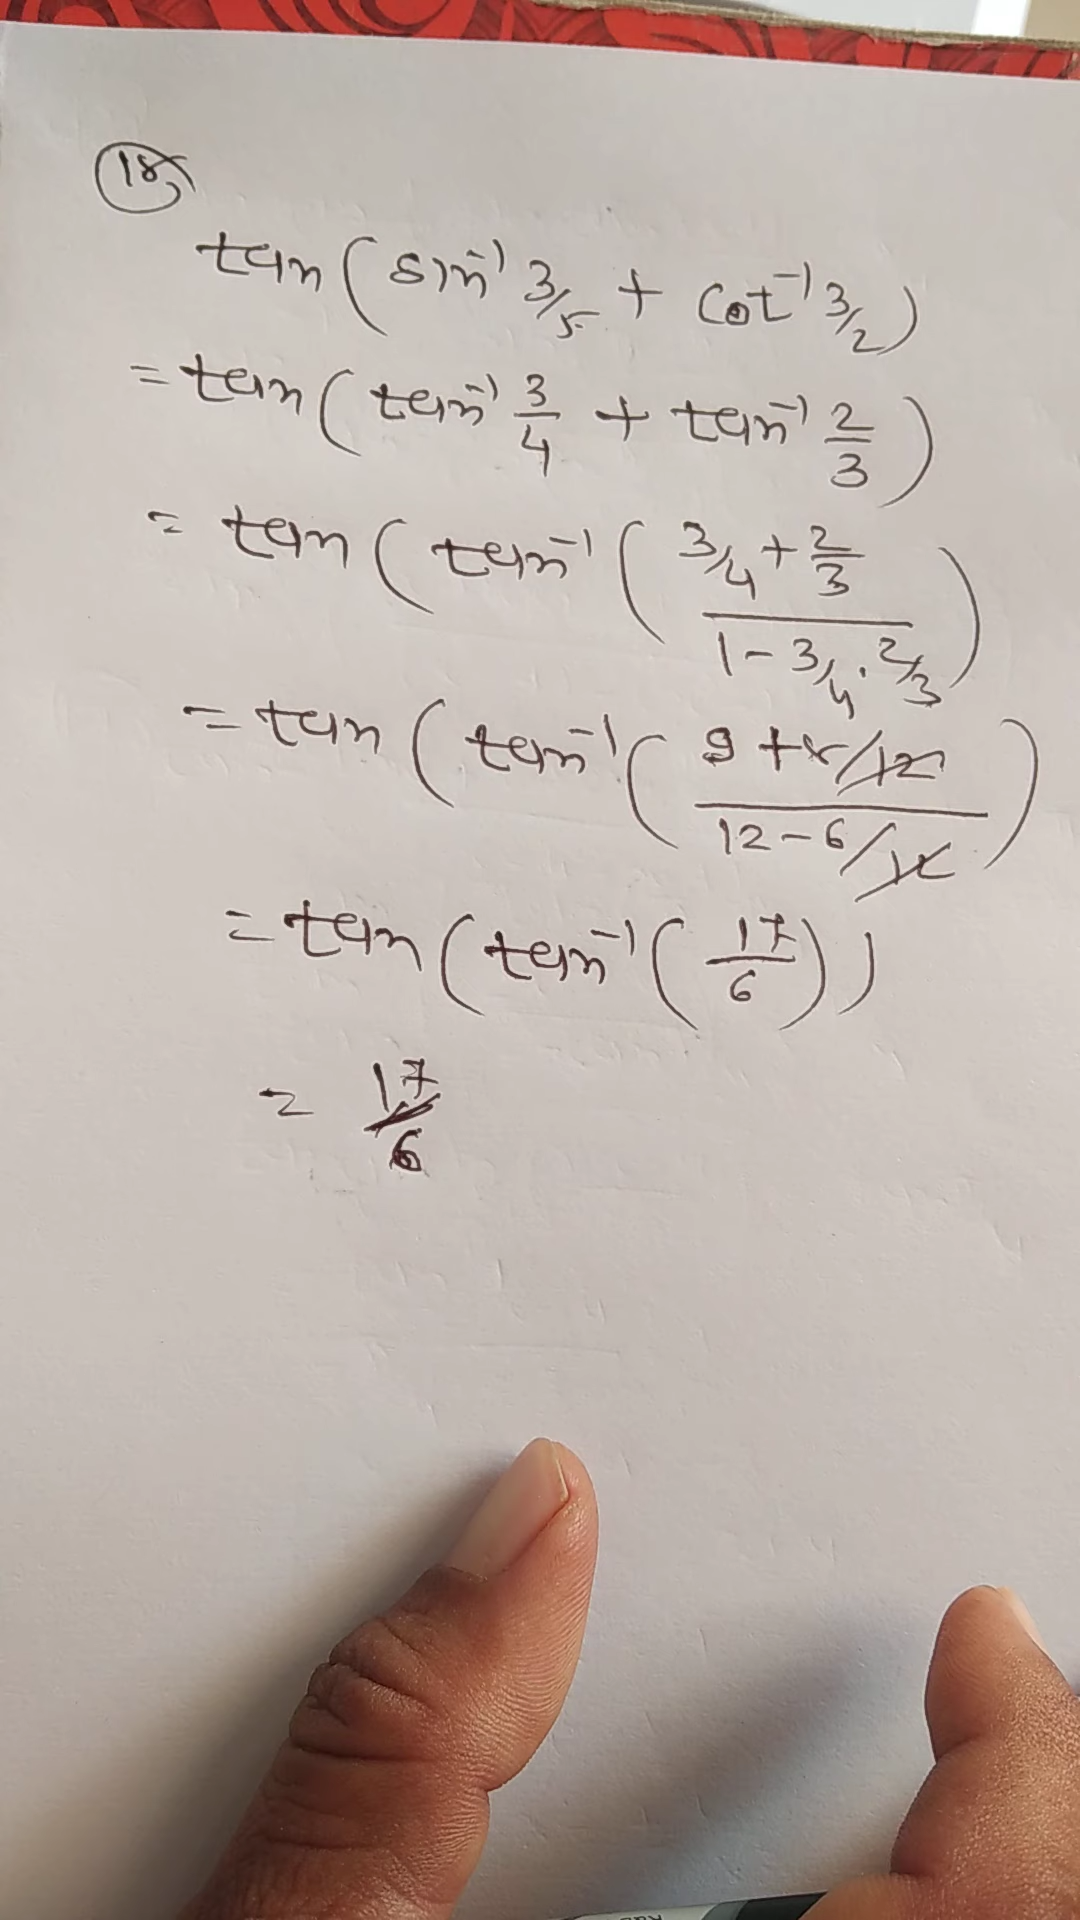 18,
tan ( sin⁻¹ 3/5 + cot⁻¹ 3/2 )
= tan ( tan⁻¹ 3/4 + tan⁻¹ 2/3 )
= tan ( tan⁻¹ ( (3/4 + 2/3) / (1 - 3/4 . 2/3) )
= tan ( tan⁻¹ ( (9 + 8/12) / (12 - 6/12) )
= tan ( tan⁻¹ ( 17/6 ) )
= 17/6